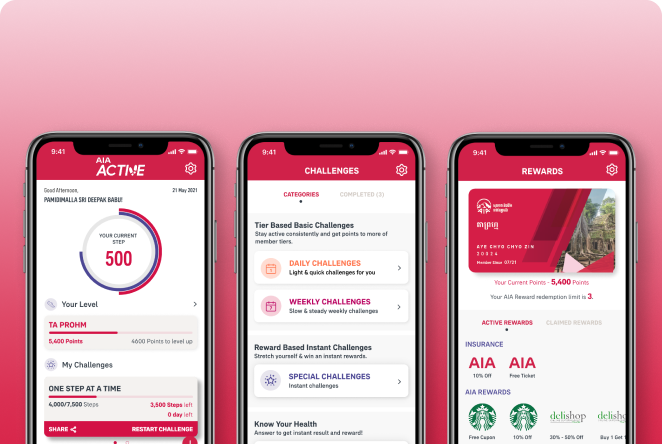 9:41
AIA
ACTIVE
Good Afternoon,
21 May 2021
PAMIDIMALLA SRI DEEPAK BABU!
YOUR CURRENT
STEP
500
Your Level
TA PROHM
5,400 Points
4600 Points to level up
My Challenges
ONE STEP AT A TIME
4,000/7,500 Steps
3,500 Steps left
0 day left
SHARE
RESTART CHALLENGE
9:41
CHALLENGES
CATEGORIES
COMPLETED (3)
Tier Based Basic Challenges
Stay active consistently and get points to more of
member tiers.
DAILY CHALLENGES
Light & quick challenges for you
WEEKLY CHALLENGES
Slow & steady weekly challenges
Reward Based Instant Challenges
Stretch yourself & win an instant rewards.
SPECIAL CHALLENGES
Instant challenges
Know Your Health
Answer to get instant result and reward!
9:41
REWARDS
AYE CHYO CHYO ZIN
20934
Member Since 07/21
Your Current Points - 5,400 Points
Your AIA Reward redemption limit is 3.
ACTIVE REWARDS
CLAIMED REWARDS
INSURANCE
AIA
AIA
10% Off
Free Ticket
AIA REWARDS
delishop
delish
Free Cupon
10% Off
30% - 50% Off
Buy 1 Get